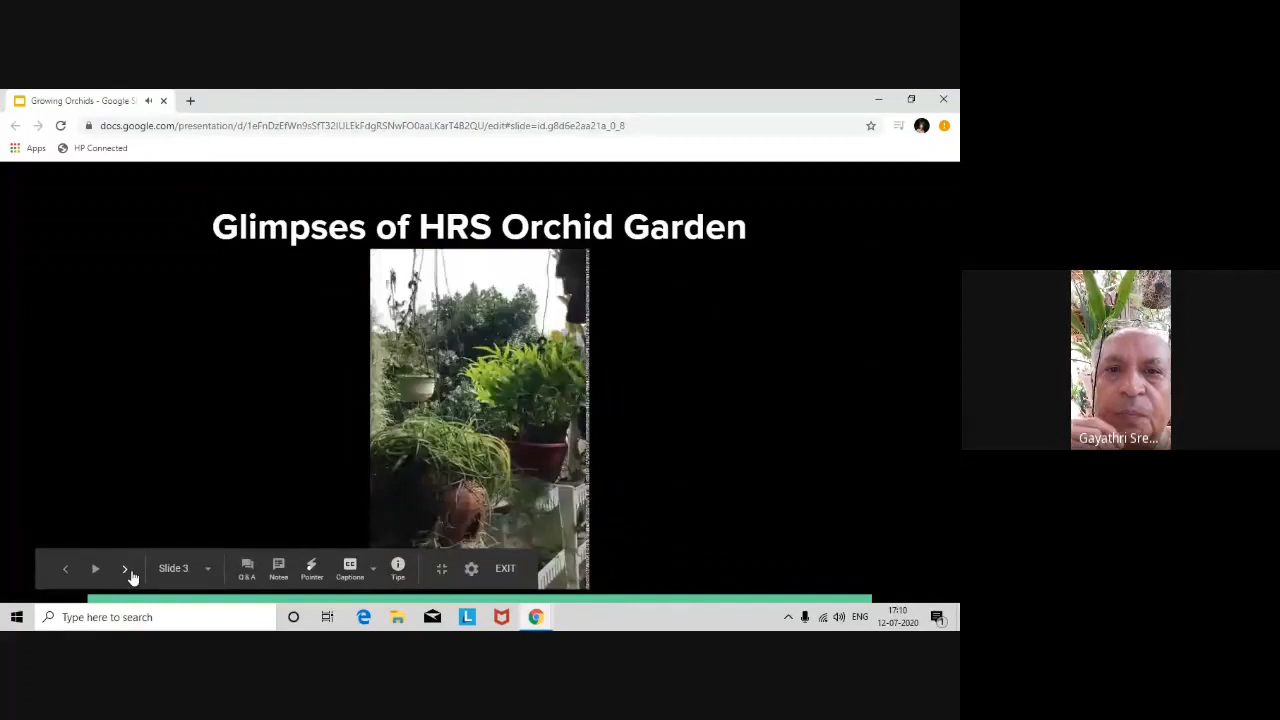 Growing Orchids - Google S
docs.google.com/presentation/d/1eFnDzEfWn9sSfT32IULEkFdgRSNwFO0aaLKarT4B2QU/edit#slide=id.g8d6e2aa21a_0_8
Apps
HP Connected
Glimpses of HRS Orchid Garden
Gayathri Sre...
Slide 3
Q & A
Notes
Pointer
Captions
Tips
EXIT
Type here to search
L
ENG
17:10
12-07-2020
1